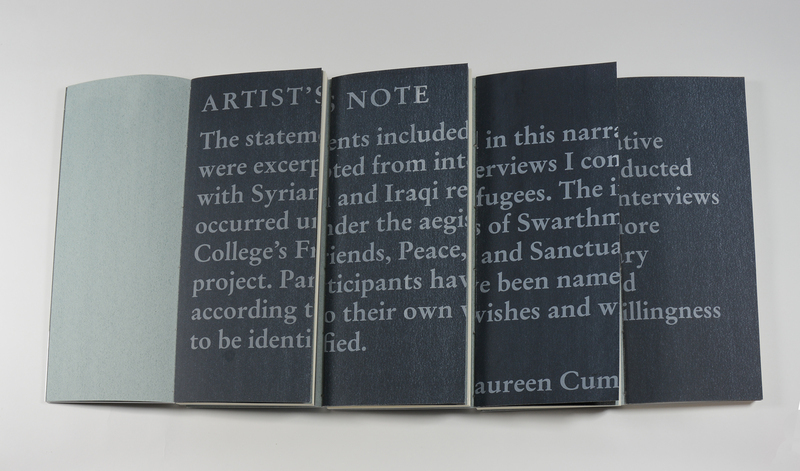 ARTIST'S NOTE
The statements included in this narrative
were excerpted from interviews I conducted
with Syrian and Iraqi refugees. The interviews
occurred under the aegis of Swarthmore
College's Friends, Peace, and Sanctuary
project. Participants have been named
according to their own wishes and willingness
to be identified.
aureen Cum